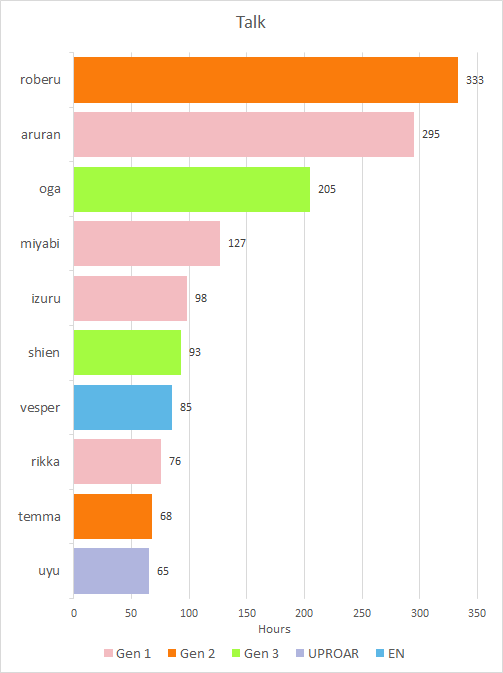 Talk
roberu 333
aruran 295
oga 205
miyabi 127
izuru 98
shien 93
vesper 85
rikka 76
temma 68
uyu 65
0 50 100 150 200 250 300 350
Hours
Gen 1 Gen 2 Gen 3 UPROAR EN